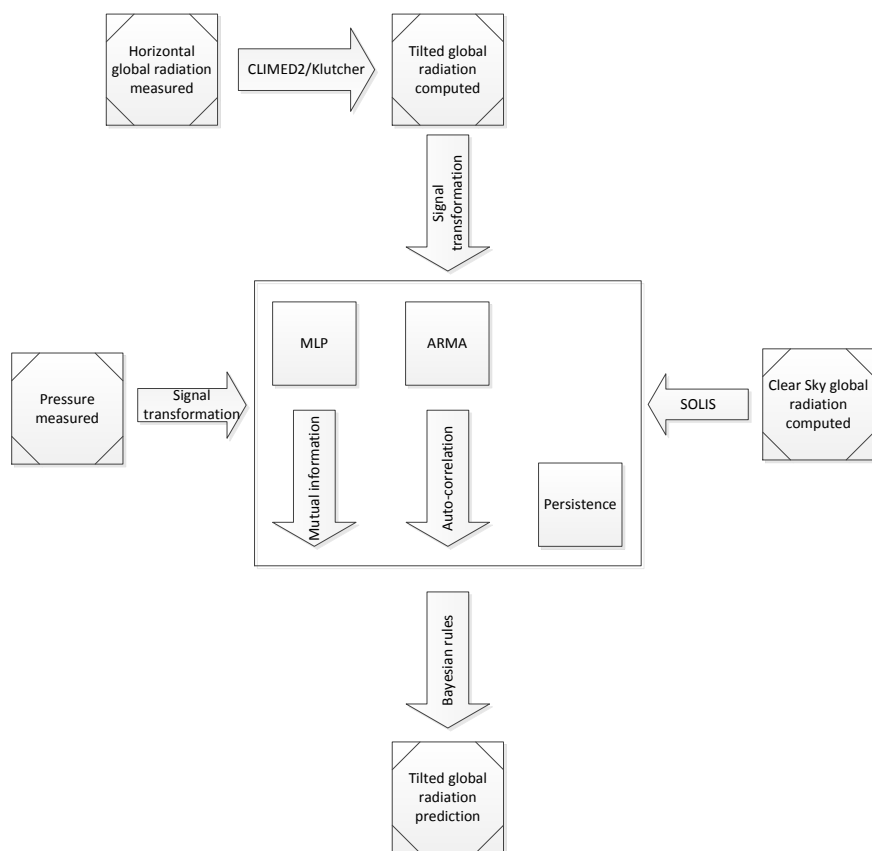 Horizontal
global radiation
measured
CLIMED2/Klutcher
Tilted global
radiation
computed
Signal
transformation
MLP
ARMA
Pressure
measured
Signal
transformation
SOLIS
Clear Sky global
radiation
computed
Mutual information
Auto-correlation
Persistence
Bayesian rules
Tilted global
radiation
prediction